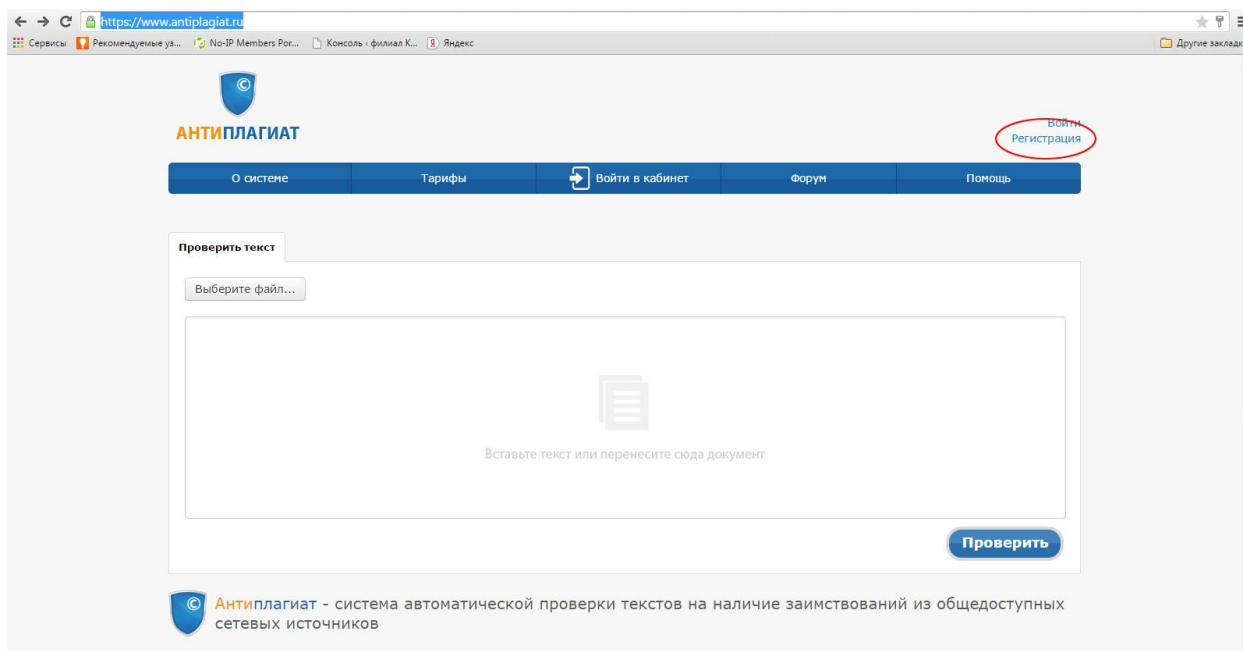 https://www.antiplagiat.ru
Сервисы Рекомендуемые уз... No-IP Members Por... Консоль ‹ филиал К... Я Яндекс Другие закладк
©
АНТИПЛАГИАТ
Войти
Регистрация
О системе Тарифы Войти в кабинет Форум Помощь
Проверить текст
Выберите файл...
Вставьте текст или перенесите сюда документ
Проверить
© Антиплагиат - система автоматической проверки текстов на наличие заимствований из общедоступных
сетевых источников